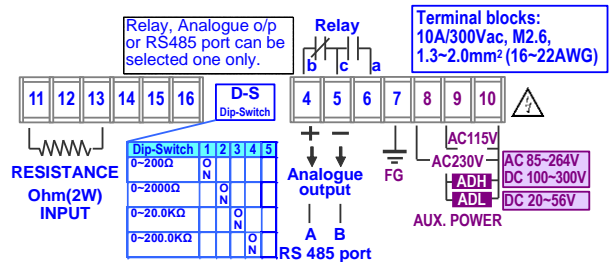 Relay, Analogue o/p
or RS485 port can be
selected one only.
Relay
b c a
Terminal blocks:
10A/300Vac, M2.6,
1.3~2.0mm² (16~22AWG)
11 12 13 14 15 16
D-S
Dip-Switch
4 5 6 7 8 9 10
RESISTANCE
Ohm(2W)
INPUT
Dip-Switch 1 2 3 4 5
0~200Ω ON
0~2000Ω ON
0~20.0KΩ ON
0~200.0KΩ ON
+ −
Analogue
output
A B
RS 485 port
FG
AC115V
AC230V
ADH
ADL
AC 85~264V
DC 100~300V
DC 20~56V
AUX. POWER